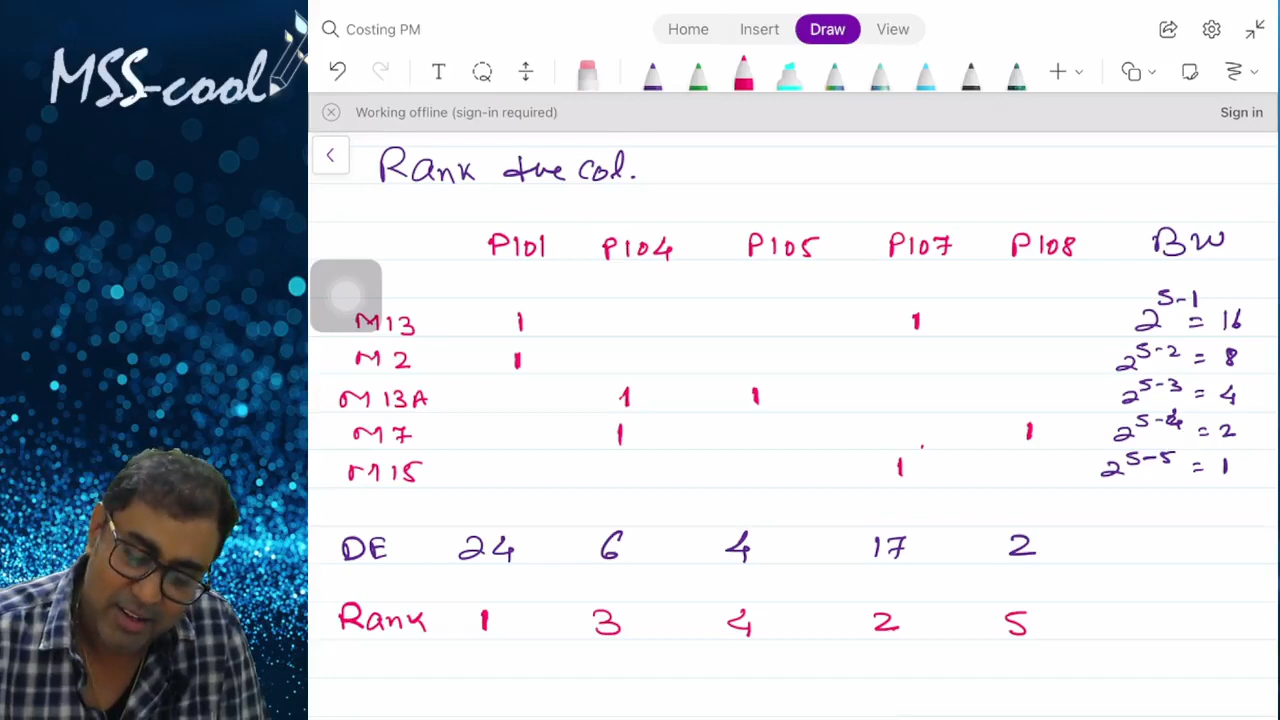 MSS-cool
Costing PM
Home Insert Draw View
Working offline (sign-in required) Sign in
Rank the col.
P101 P104 P105 P107 P108 BW
M13 1 1 2^5-1 = 16
M2 1 2^5-2 = 8
M13A 1 1 2^5-3 = 4
M7 1 1 2^5-4 = 2
M15 1 2^5-5 = 1
DE 24 6 4 17 2
Rank 1 3 4 2 5